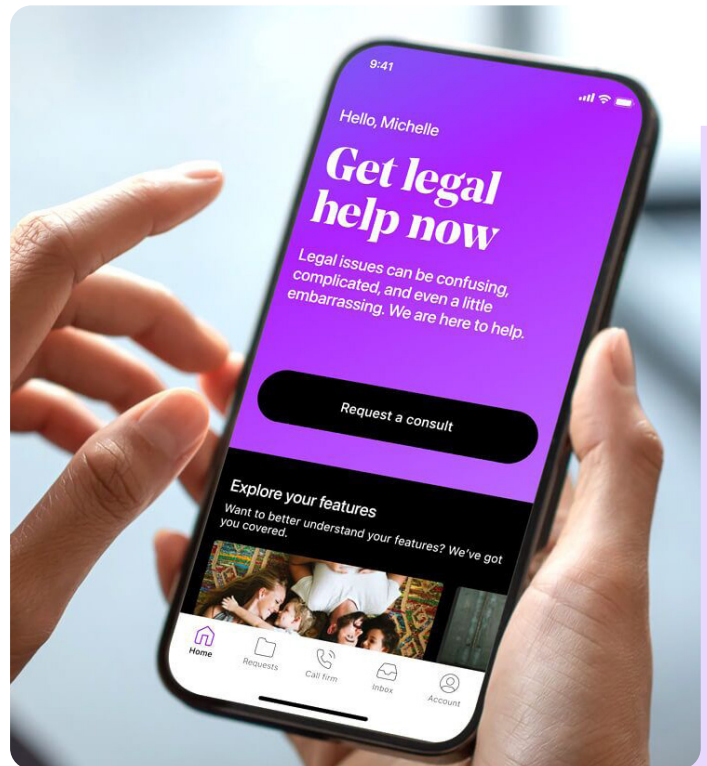 9:41
Hello, Michelle
Get legal
help now
Legal issues can be confusing,
complicated, and even a little
embarrassing. We are here to help.
Request a consult
Explore your features
Want to better understand your features? We've got
you covered.
Home
Requests
Call firm
Inbox
Account